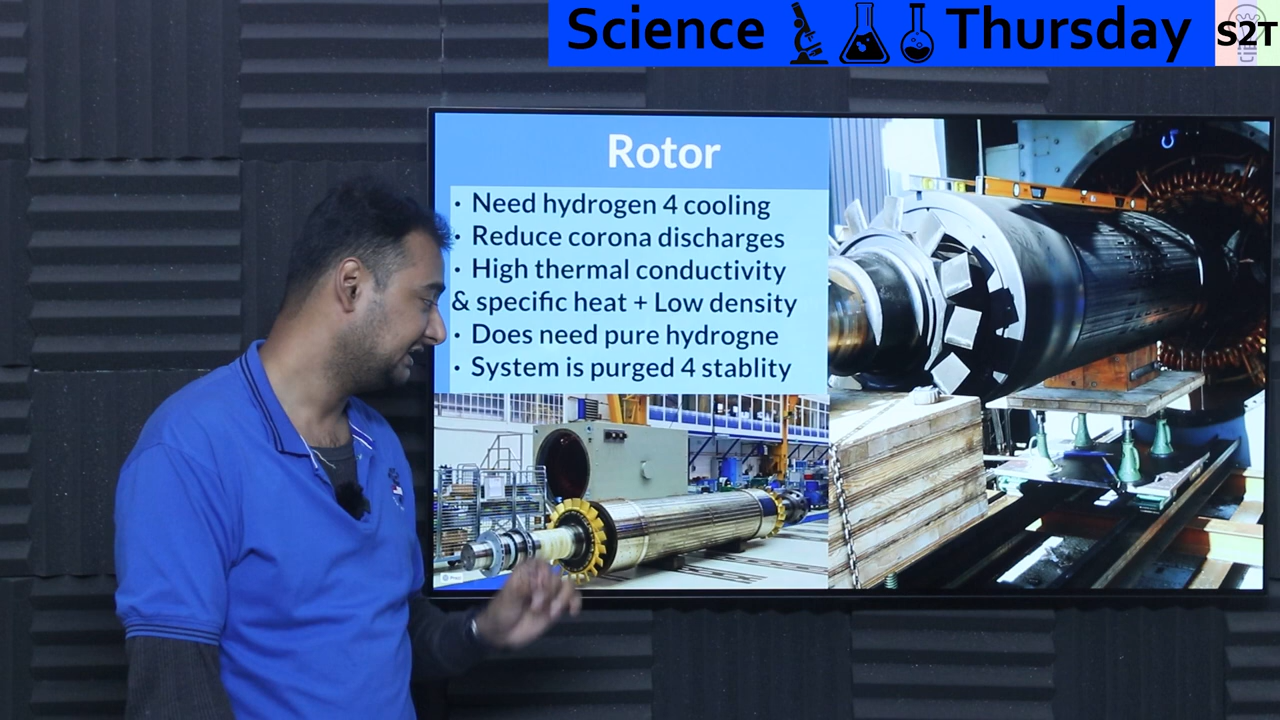 Science Thursday
S2T
Rotor
· Need hydrogen 4 cooling
· Reduce corona discharges
· High thermal conductivity
& specific heat + Low density
· Does need pure hydrogne
· System is purged 4 stablity